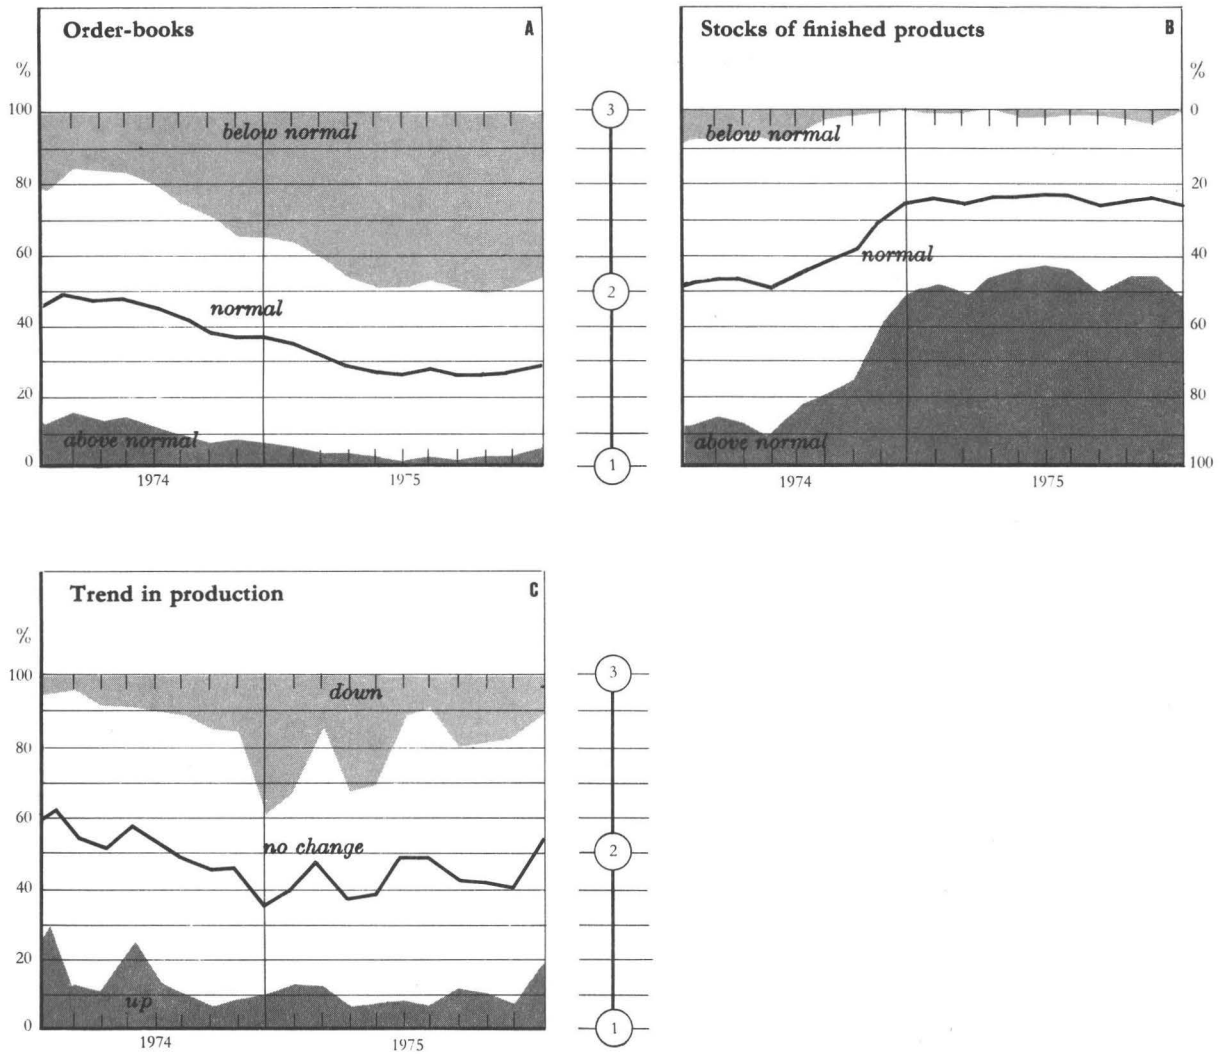 Order-books A
%
100
80
60
40
20
0
below normal
normal
above normal
1974 1975
3
2
1
Stocks of finished products B
%
0
20
40
60
80
100
below normal
normal
above normal
1974 1975
Trend in production C
%
100
80
60
40
20
0
down
no change
up
1974 1975
3
2
1